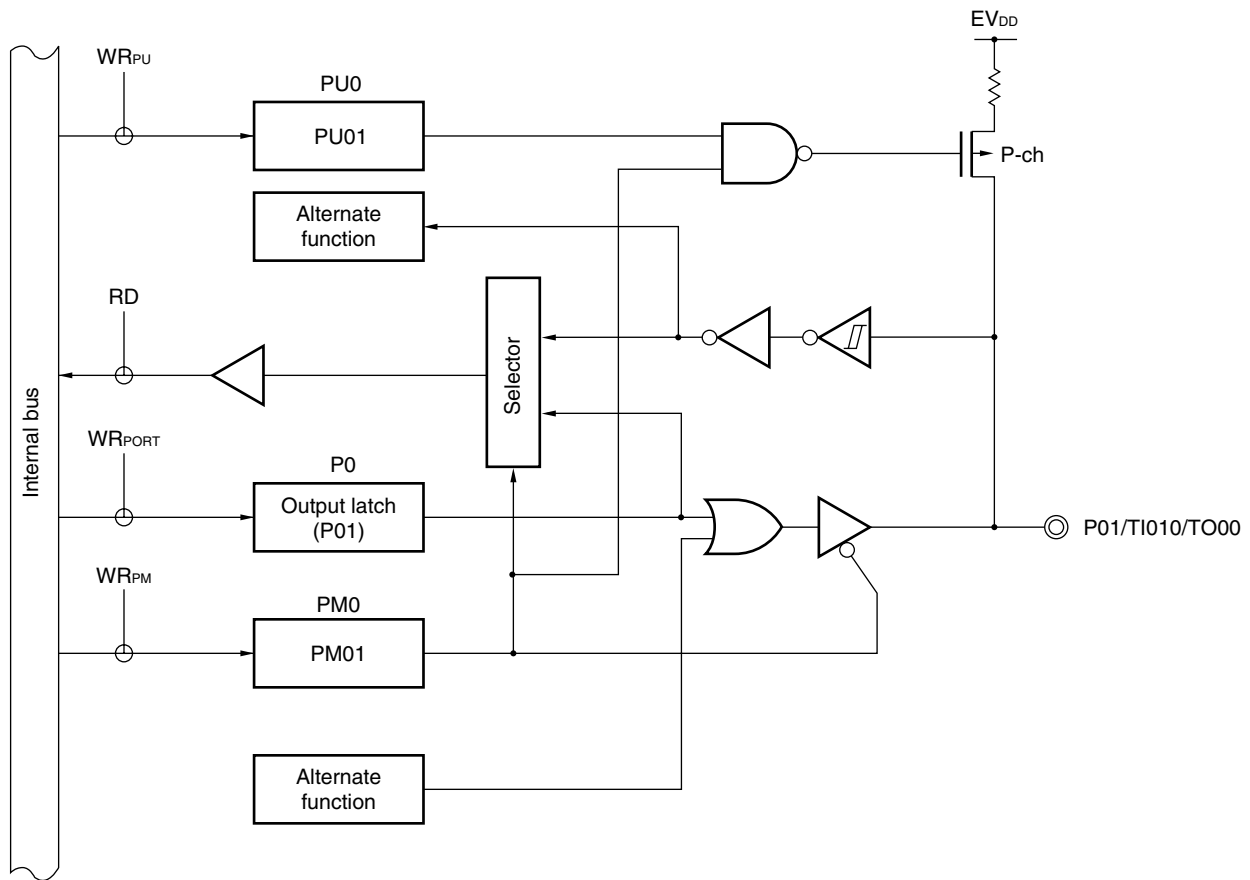 EVDD
WRPU
PU0
PU01
P-ch
Alternate
function
RD
Selector
Internal bus
WRPORT
P0
Output latch
(P01)
P01/TI010/TO00
WRPM
PM0
PM01
Alternate
function